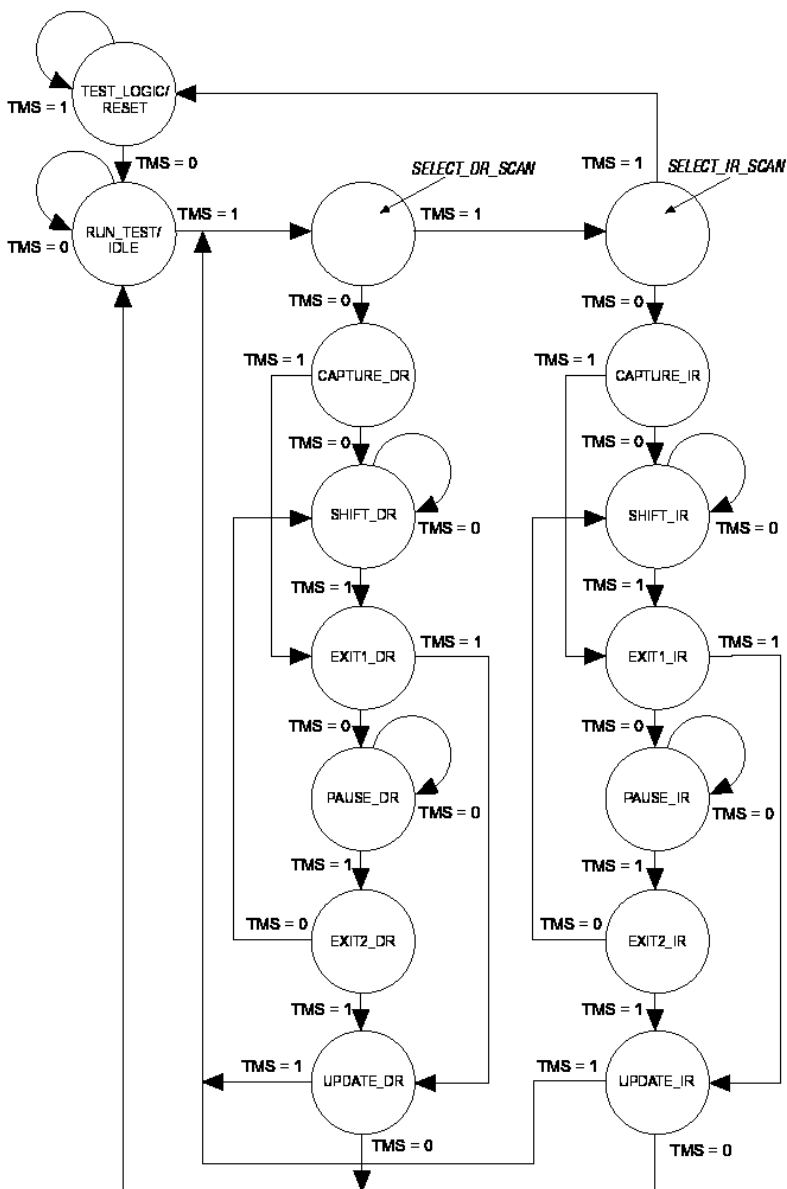 TMS = 1
TEST_LOGIC/
RESET
TMS = 0
TMS = 1
SELECT_DR_SCAN
SELECT_IR_SCAN
TMS = 0
RUN_TEST/
IDLE
TMS = 1
TMS = 1
TMS = 0
TMS = 0
TMS = 1
CAPTURE_DR
TMS = 1
CAPTURE_IR
TMS = 0
TMS = 0
SHIFT_DR
TMS = 0
SHIFT_IR
TMS = 0
TMS = 1
TMS = 1
EXIT1_DR
TMS = 1
EXIT1_IR
TMS = 1
TMS = 0
TMS = 0
PAUSE_DR
TMS = 0
PAUSE_IR
TMS = 0
TMS = 1
TMS = 1
TMS = 0
EXIT2_DR
TMS = 0
EXIT2_IR
TMS = 1
TMS = 1
TMS = 1
UPDATE_DR
TMS = 1
UPDATE_IR
TMS = 0
TMS = 0